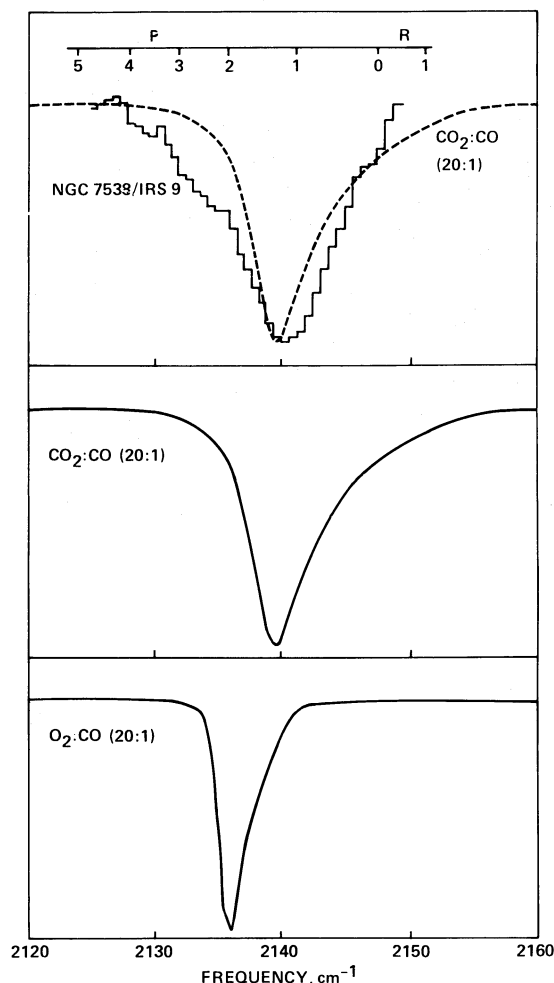 P R
5 4 3 2 1 0 1
CO2:CO
(20:1)
NGC 7538/IRS 9
CO2:CO (20:1)
O2:CO (20:1)
2120 2130 2140 2150 2160
FREQUENCY, cm-1